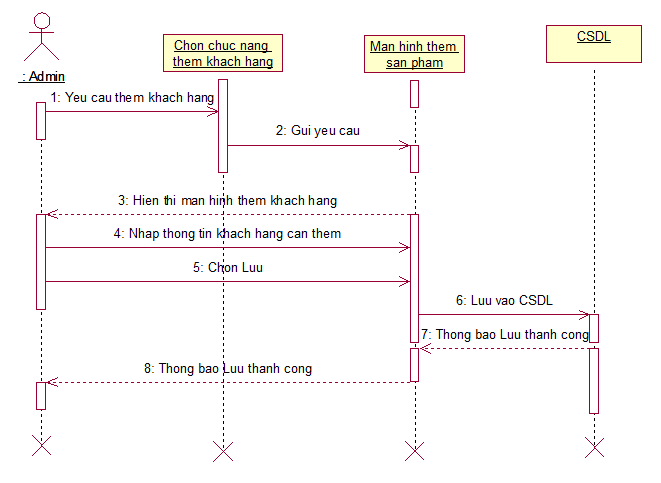 Chon chuc nang
them khach hang
Man hinh them
san pham
CSDL
: Admin
1: Yeu cau them khach hang
2: Gui yeu cau
3: Hien thi man hinh them khach hang
4: Nhap thong tin khach hang can them
5: Chon Luu
6: Luu vao CSDL
7: Thong bao Luu thanh cong
8: Thong bao Luu thanh cong